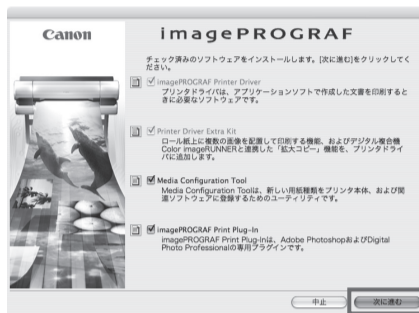 Canon
imagePROGRAF
チェック済みのソフトウェアをインストールします。[次に進む]をクリックしてく
ださい。
imagePROGRAF Printer Driver
プリンタドライバは、アプリケーションソフトで作成した文書を印刷すると
きに必要なソフトウェアです。
Printer Driver Extra Kit
ロール紙上に複数の画像を配置して印刷する機能、およびデジタル複合機
Color imageRUNNERと連携した「拡大コピー」機能を、プリンタドライ
バに追加します。
Media Configuration Tool
Media Configuration Toolは、新しい用紙種類をプリンタ本体、および関
連ソフトウェアに登録するためのユーティリティです。
imagePROGRAF Print Plug-In
imagePROGRAF Print Plug-Inは、Adobe PhotoshopおよびDigital
Photo Professionalの専用プラグインです。
中止
次に進む